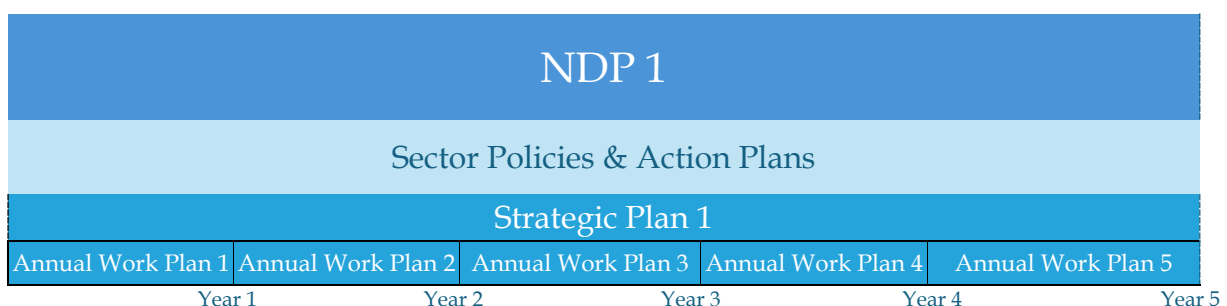 NDP 1
Sector Policies & Action Plans
Strategic Plan 1
Annual Work Plan 1 Annual Work Plan 2 Annual Work Plan 3 Annual Work Plan 4 Annual Work Plan 5
Year 1 Year 2 Year 3 Year 4 Year 5